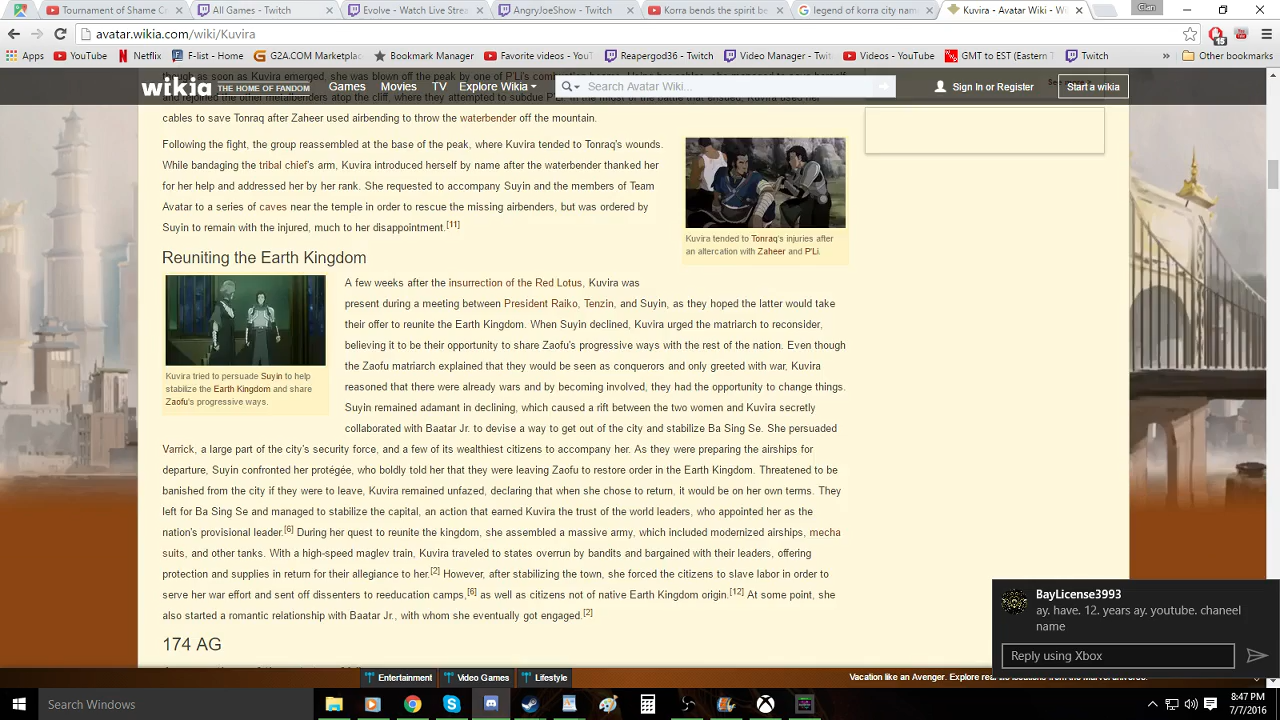 All Games - Twitch
Evolve - Watch Live Strea
AngryJoeShow - Twitch
Korra bending the spirit be
legend of korra city nam
Kuvira - Avatar Wiki, the A
Gian
avatar.wikia.com/wiki/Kuvira
15
Apps
YouTube
Netflix
F.I - Home
G2A.COM Marketplac
Bookmark Manager
Youtube videos
Reapergod36 - Twitch
Video Manager - YouT
(2) YouTube
GMT to EST (Eastern
Twitch
Other bookmarks
wikia THE HOME OF FANDOM
Games
Movies
TV
Explore Wikia
Search Avatar Wiki...
Sign In or Register
Start a wikia
cables to save Tonraq after Zaheer used airbending to throw the waterbender off the mountain.
Following the fight, the group reassembled at the base of the peak, where Kuvira tended to Tonraq's wounds.
While bandaging the tribal chief's arm, Kuvira introduced herself by name after the waterbender thanked her
for her help and addressed her by her rank. She requested to accompany Suyin and the members of Team
Avatar to a series of caves near the temple in order to rescue the missing airbenders, but was ordered by
Suyin to remain with the injured, much to her disappointment.[11]
Kuvira tended to Tonraq's injuries after
an altercation with Zaheer and P'Li.
Reuniting the Earth Kingdom
Kuvira tried to persuade Suyin to help
stabilize the Earth Kingdom and share
Zaofu's progressive ways.
A few weeks after the insurrection of the Red Lotus, Kuvira was
present during a meeting between President Raiko, Tenzin, and Suyin, as they hoped the latter would take
their offer to reunite the Earth Kingdom. When Suyin declined, Kuvira urged the matriarch to reconsider,
believing it to be their opportunity to share Zaofu's progressive ways with the rest of the nation. Even though
the Zaofu matriarch explained that they would be seen as conquerors and only greeted with war, Kuvira
reasoned that there were already wars and by becoming involved, they had the opportunity to change things.
Suyin remained adamant in declining, which caused a rift between the two women and Kuvira secretly
collaborated with Baatar Jr. to devise a way to get out of the city and stabilize Ba Sing Se. She persuaded
Varrick, a large part of the city's security force, and a few of its wealthiest citizens to accompany her. As they were preparing the airships for
departure, Suyin confronted her protégée, who boldly told her that they were leaving Zaofu to restore order in the Earth Kingdom. Threatened to be
banished from the city if they were to leave, Kuvira remained unfazed, declaring that when she chose to return, it would be on her own terms. They
left for Ba Sing Se and managed to stabilize the capital, an action that earned Kuvira the trust of the world leaders, who appointed her as the
nation's provisional leader.[6] During her quest to reunite the kingdom, she assembled a massive army, which included modernized airships, mecha
suits, and other tanks. With a high-speed maglev train, Kuvira traveled to states overrun by bandits and bargained with their leaders, offering
protection and supplies in return for their allegiance to her.[2] However, after stabilizing the town, she forced the citizens to slave labor in order to
serve her war effort and sent off dissenters to reeducation camps,[6] as well as citizens not of native Earth Kingdom origin.[12] At some point, she
also started a romantic relationship with Baatar Jr., with whom she eventually got engaged.[2]
174 AG
BayLicense3993
ay. have. 12. years ay. youtube. chaneel
name
Reply using Xbox
Entertainment
Video Games
Lifestyle
Search Windows
8:47 PM
7/7/2016